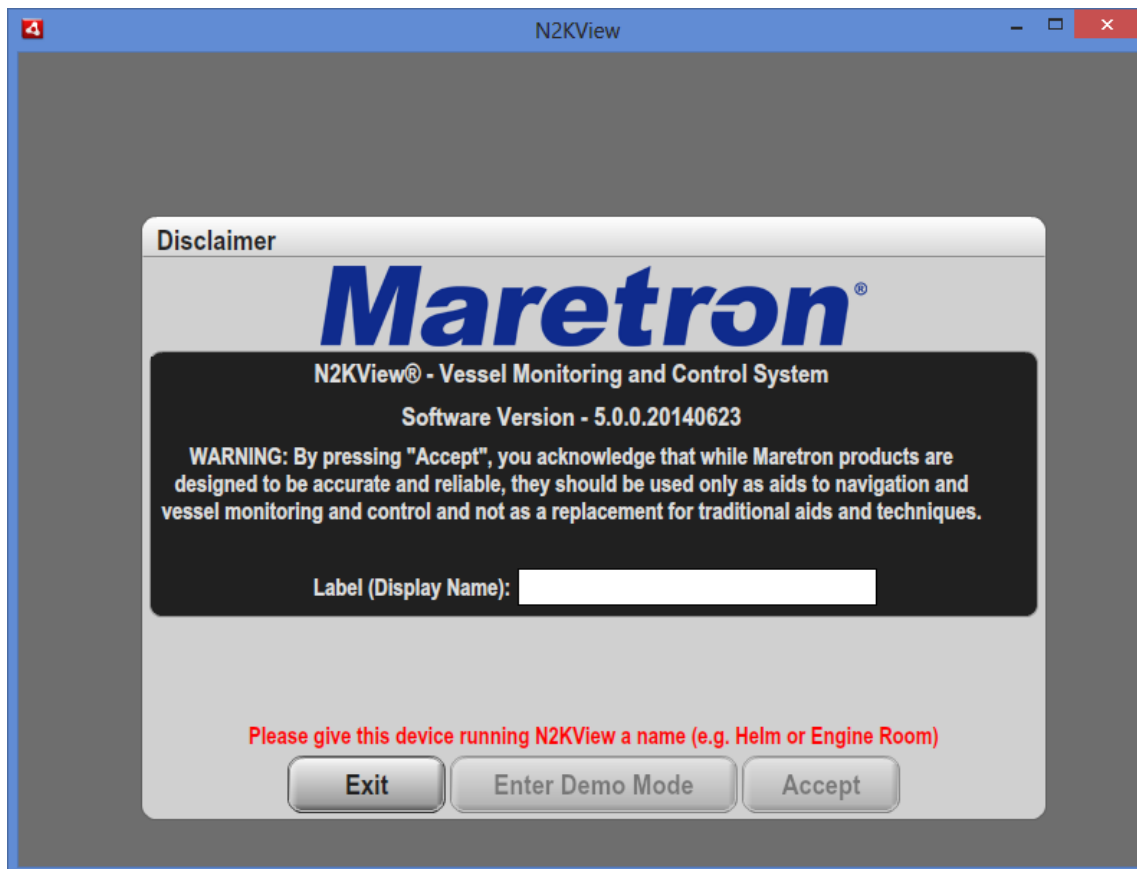 N2KView
Disclaimer
Maretron®
N2KView® - Vessel Monitoring and Control System
Software Version - 5.0.0.20140623
WARNING: By pressing "Accept", you acknowledge that while Maretron products are
designed to be accurate and reliable, they should be used only as aids to navigation and
vessel monitoring and control and not as a replacement for traditional aids and techniques.
Label (Display Name):
Please give this device running N2KView a name (e.g. Helm or Engine Room)
Exit
Enter Demo Mode
Accept